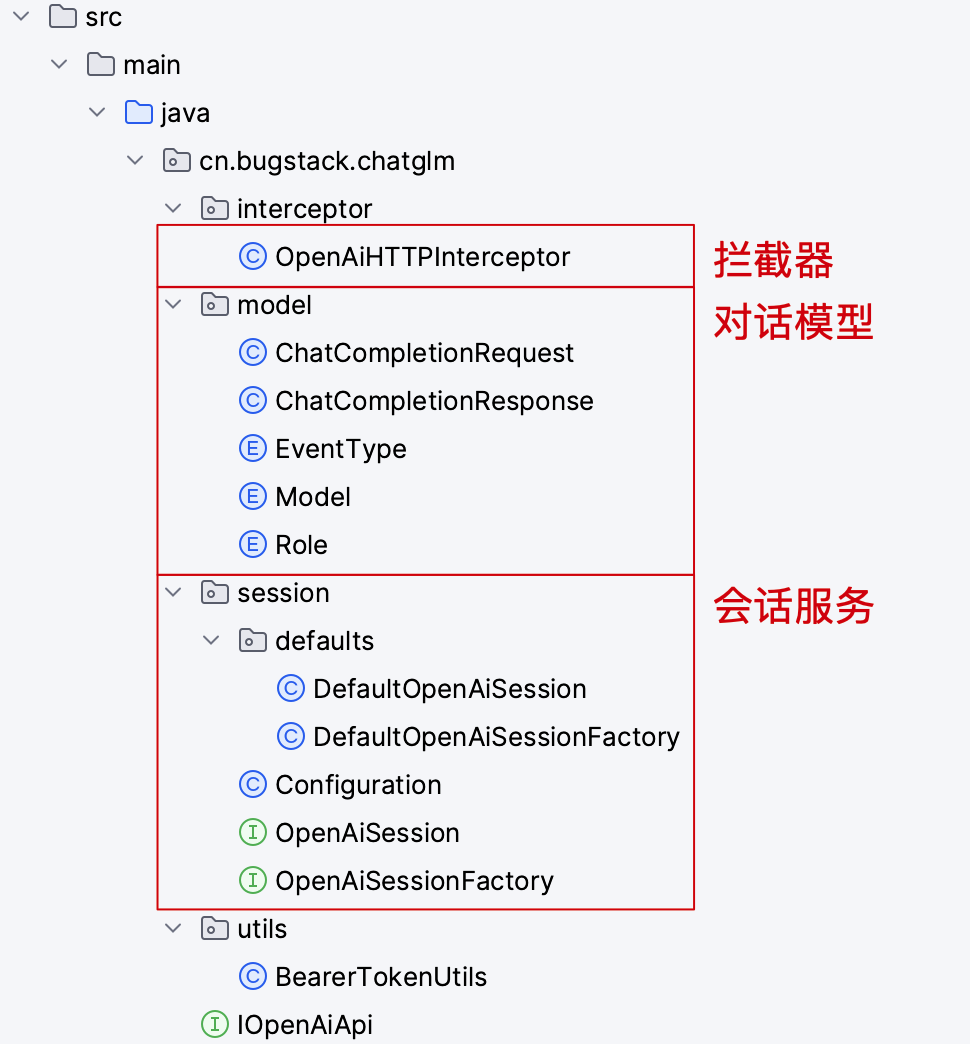 src
main
java
cn.bugstack.chatglm
interceptor
OpenAiHTTPInterceptor
拦截器
model
对话模型
ChatCompletionRequest
ChatCompletionResponse
EventType
Model
Role
session
会话服务
defaults
DefaultOpenAiSession
DefaultOpenAiSessionFactory
Configuration
OpenAiSession
OpenAiSessionFactory
utils
BearerTokenUtils
IOpenAiApi